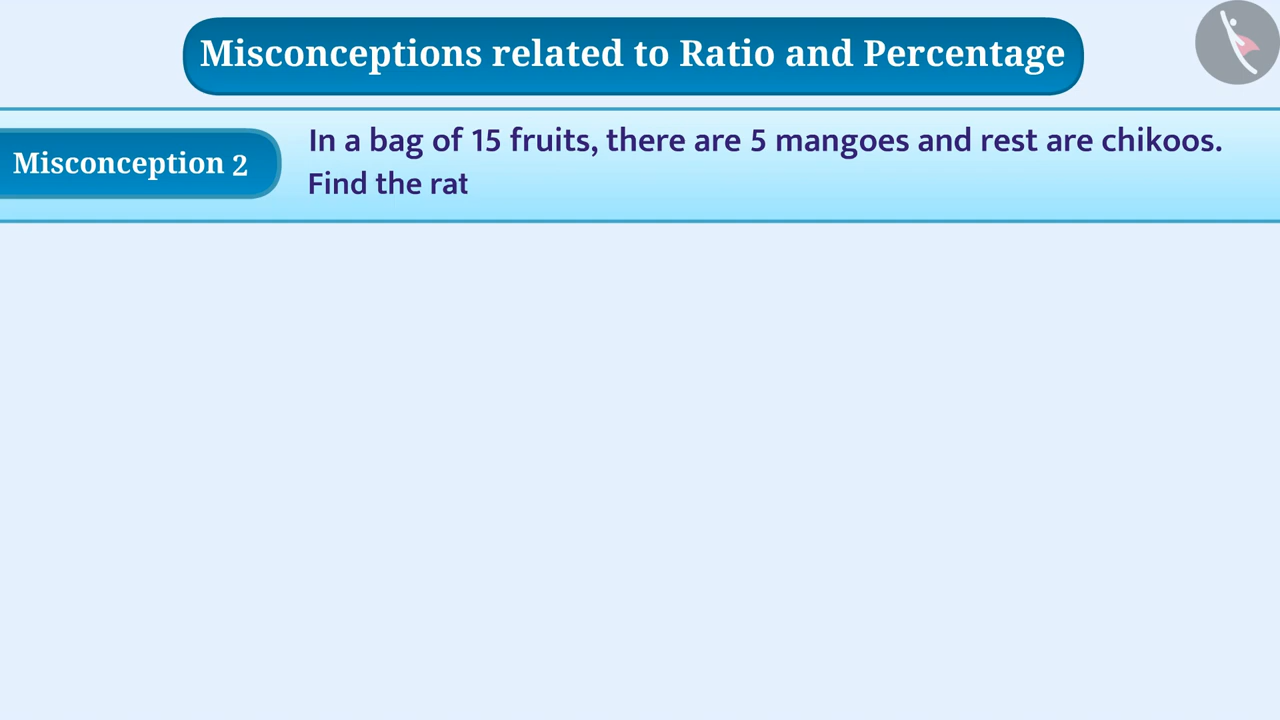 Misconceptions related to Ratio and Percentage
Misconception 2
In a bag of 15 fruits, there are 5 mangoes and rest are chikoos.
Find the rat